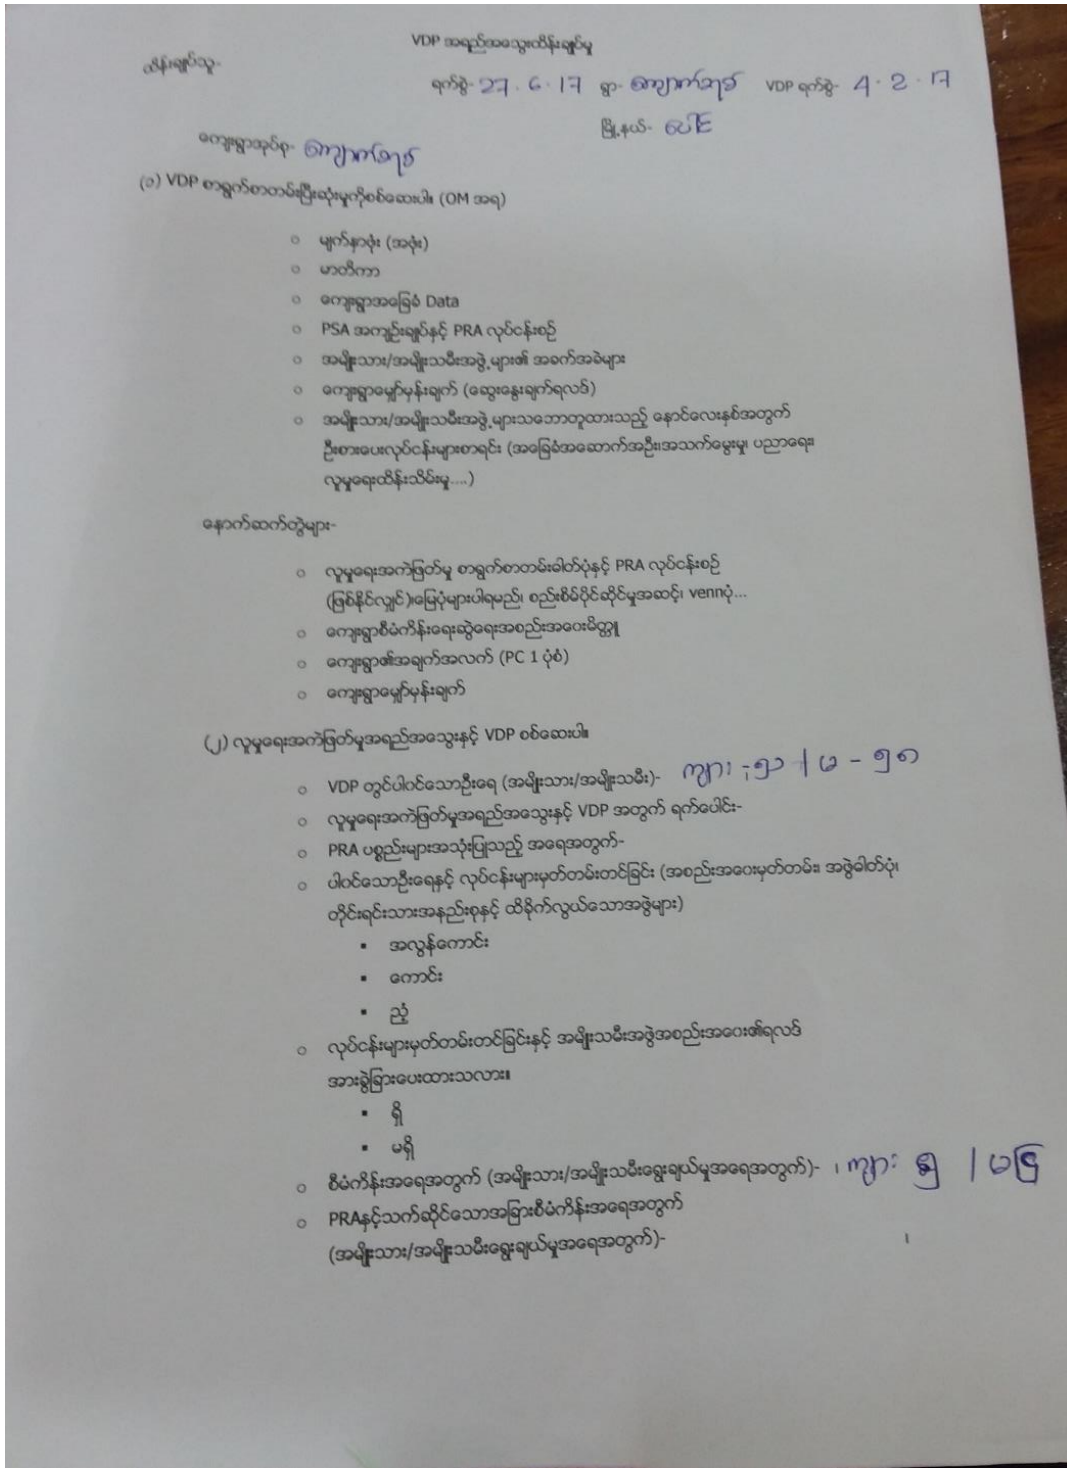 VDP အရည်အသွေးထိန်းချုပ်မှု
ထိန်းချုပ်သူ-
ရက်စွဲ- 27.6.17 ရွာ- ကျောက်ဘုစ် VDP ရက်စွဲ- 4.2.17
မြို့နယ်- ပေါင်
ကျေးရွာအုပ်စု- ကျောက်ဘုစ်
(၁) VDP စာရွက်စာတမ်းပြီးဆုံးမှုကိုစစ်ဆေးပါ။ (OM အရ)
○ မျက်နှာဖုံး (အဖုံး)
○ မာတိကာ
○ ကျေးရွာအခြေခံ Data
○ PSA အကျဉ်းချုပ်နှင့် PRA လုပ်ငန်းစဉ်
○ အမျိုးသား/အမျိုးသမီးအဖွဲ့များ၏ အခက်အခဲများ
○ ကျေးရွာမျှော်မှန်းချက် (ဆွေးနွေးချက်ရလဒ်)
○ အမျိုးသား/အမျိုးသမီးအဖွဲ့များသဘောတူထားသည့် နောင်လေးနှစ်အတွက်
ဦးစားပေးလုပ်ငန်းများစာရင်း (အခြေခံအဆောက်အဦး၊အသက်မွေးမှု၊ ပညာရေး၊
လူမှုရေးထိန်းသိမ်းမှု....)
နောက်ဆက်တွဲများ-
○ လူမှုရေးအကဲဖြတ်မှု စာရွက်စာတမ်းဓါတ်ပုံနှင့် PRA လုပ်ငန်းစဉ်
(ဖြစ်နိုင်လျှင်)၊မြေပုံများပါရမည်၊ စည်းစိမ်ပိုင်ဆိုင်မှုအဆင့်၊ vennပုံ...
○ ကျေးရွာစီမံကိန်းရေးဆွဲရေးအစည်းအဝေးမိတ္တူ
○ ကျေးရွာ၏အချက်အလက် (PC 1 ပုံစံ)
○ ကျေးရွာမျှော်မှန်းချက်
(၂) လူမှုရေးအကဲဖြတ်မှုအရည်အသွေးနှင့် VDP စစ်ဆေးပါ။
○ VDP တွင်ပါဝင်သောဦးရေ (အမျိုးသား/အမျိုးသမီး)- ကျား - ၅၁ / မ - ၅၈
○ လူမှုရေးအကဲဖြတ်မှုအရည်အသွေးနှင့် VDP အတွက် ရက်ပေါင်း-
○ PRA ပစ္စည်းများအသုံးပြုသည့် အရေအတွက်-
○ ပါဝင်သောဦးရေနှင့် လုပ်ငန်းများမှတ်တမ်းတင်ခြင်း (အစည်းအဝေးမှတ်တမ်း၊ အဖွဲ့ဓါတ်ပုံ၊
တိုင်းရင်းသားအနည်းစုနှင့် ထိခိုက်လွယ်သောအဖွဲ့များ)
▪ အလွန်ကောင်း
▪ ကောင်း
▪ ညံ့
○ လုပ်ငန်းများမှတ်တမ်းတင်ခြင်းနှင့် အမျိုးသမီးအဖွဲ့အစည်းအဝေး၏ရလဒ်
အားခွဲခြားပေးထားသလား။
▪ ရှိ
▪ မရှိ
○ စီမံကိန်းအရေအတွက် (အမျိုးသား/အမျိုးသမီးရွေးချယ်မှုအရေအတွက်)- ကျား / မ
○ PRAနှင့်သက်ဆိုင်သောအခြားစီမံကိန်းအရေအတွက်
(အမျိုးသား/အမျိုးသမီးရွေးချယ်မှုအရေအတွက်)-